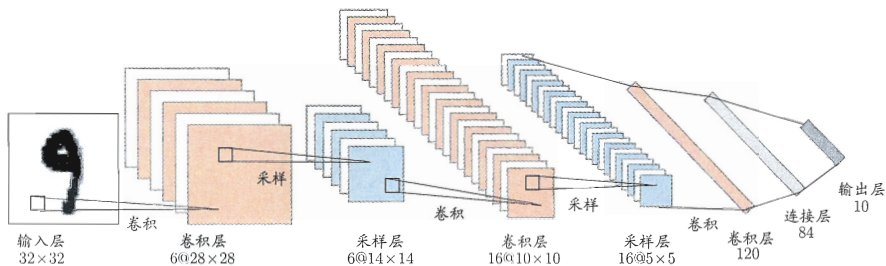 采样
卷积
卷积
采样
卷积
输入层
32×32
卷积层
6@28×28
采样层
6@14×14
卷积层
16@10×10
采样层
16@5×5
卷积层
120
连接层
84
输出层
10